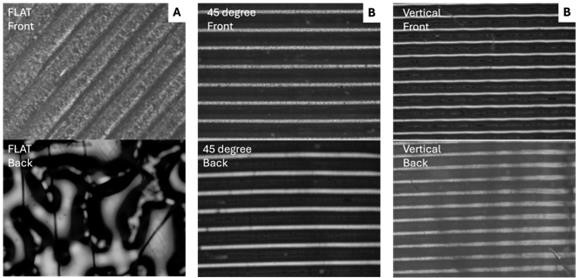 FLAT
Front
A
45 degree
Front
B
Vertical
Front
B
FLAT
Back
45 degree
Back
Vertical
Back